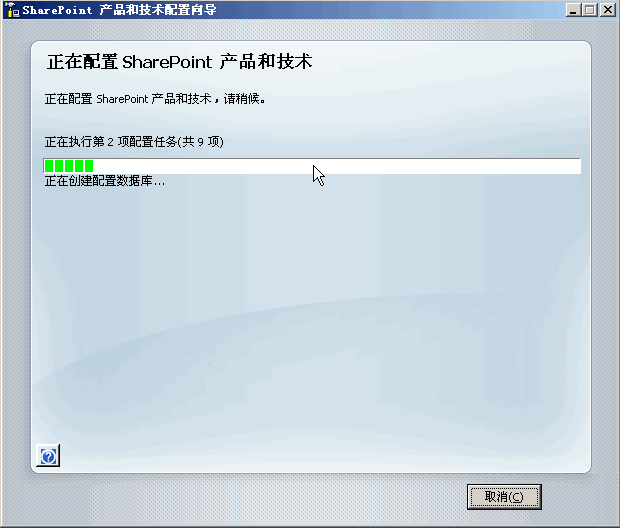 SharePoint 产品和技术配置向导
正在配置 SharePoint 产品和技术
正在配置 SharePoint 产品和技术，请稍候。
正在执行第 2 项配置任务(共 9 项)
正在创建配置数据库...
取消(C)